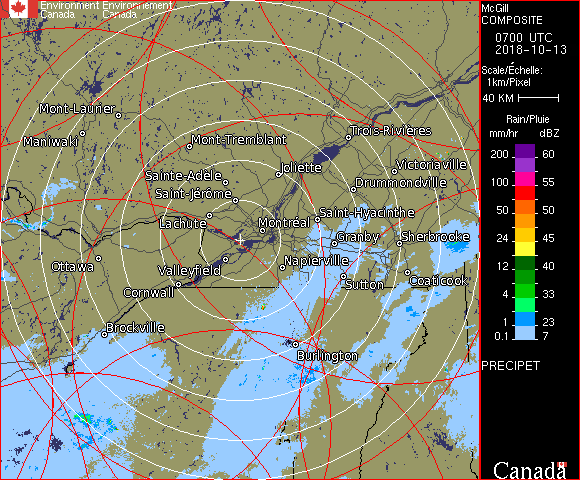 Environment Environnement
Canada Canada
McGill
COMPOSITE
0700 UTC
2018-10-13
Scale/Échelle:
1km/Pixel
40 KM
Rain/Pluie
mm/hr dBZ
200 60
100 55
50 50
24 45
12 40
4 33
1 23
0.1 7
PRECIPET
Canada
Mont-Laurier
Maniwaki
Mont-Tremblant
Trois-Rivières
Joliette
Victoriaville
Sainte-Adèle
Drummondville
Saint-Jérôme
Saint-Hyacinthe
Lachute
Montréal
Granby
Sherbrooke
Ottawa
Valleyfield
Napierville
Sutton
Coaticook
Cornwall
Brockville
Burlington